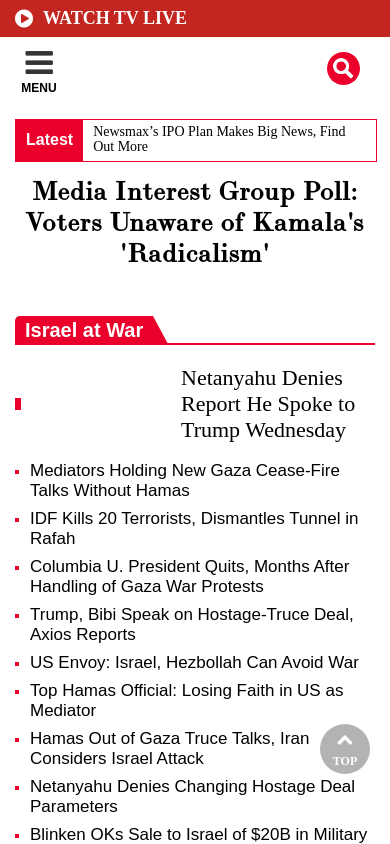 WATCH TV LIVE
MENU
Latest
Newsmax’s IPO Plan Makes Big News, Find
Out More
Media Interest Group Poll:
Voters Unaware of Kamala's
'Radicalism'
Israel at War
Netanyahu Denies
Report He Spoke to
Trump Wednesday
Mediators Holding New Gaza Cease-Fire
Talks Without Hamas
IDF Kills 20 Terrorists, Dismantles Tunnel in
Rafah
Columbia U. President Quits, Months After
Handling of Gaza War Protests
Trump, Bibi Speak on Hostage-Truce Deal,
Axios Reports
US Envoy: Israel, Hezbollah Can Avoid War
Top Hamas Official: Losing Faith in US as
Mediator
Hamas Out of Gaza Truce Talks, Iran
Considers Israel Attack
TOP
Netanyahu Denies Changing Hostage Deal
Parameters
Blinken OKs Sale to Israel of $20B in Military